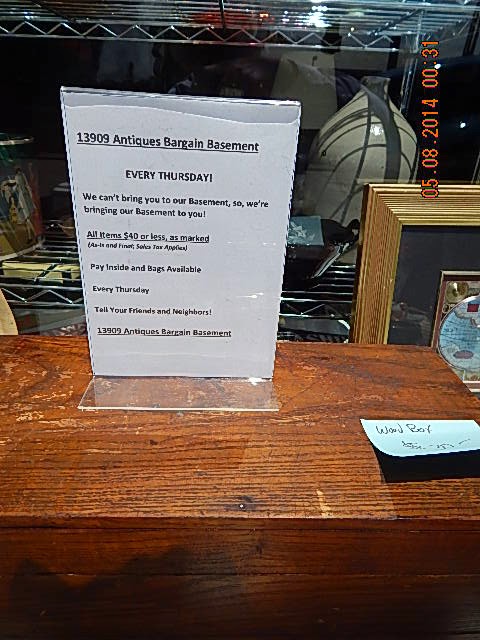 13909 Antiques Bargain Basement
EVERY THURSDAY!
We can't bring you to our Basement, so, we're
bringing our Basement to you!
All Items $40 or less, as marked
(As-Is and Final, Sales Tax Applies)
Pay Inside and Bags Available
Every Thursday
Tell Your Friends and Neighbors!
13909 Antiques Bargain Basement
Wood Box
05.08.2014 00:31